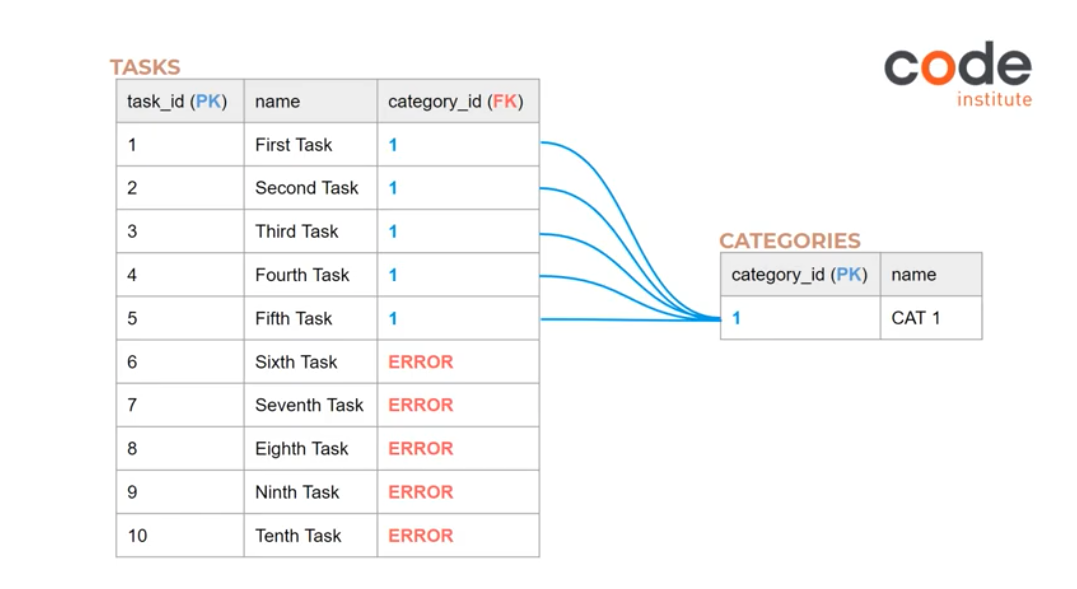 code
institute
TASKS
task_id (PK) name category_id (FK)
1 First Task 1
2 Second Task 1
3 Third Task 1
4 Fourth Task 1
5 Fifth Task 1
6 Sixth Task ERROR
7 Seventh Task ERROR
8 Eighth Task ERROR
9 Ninth Task ERROR
10 Tenth Task ERROR
CATEGORIES
category_id (PK) name
1 CAT 1